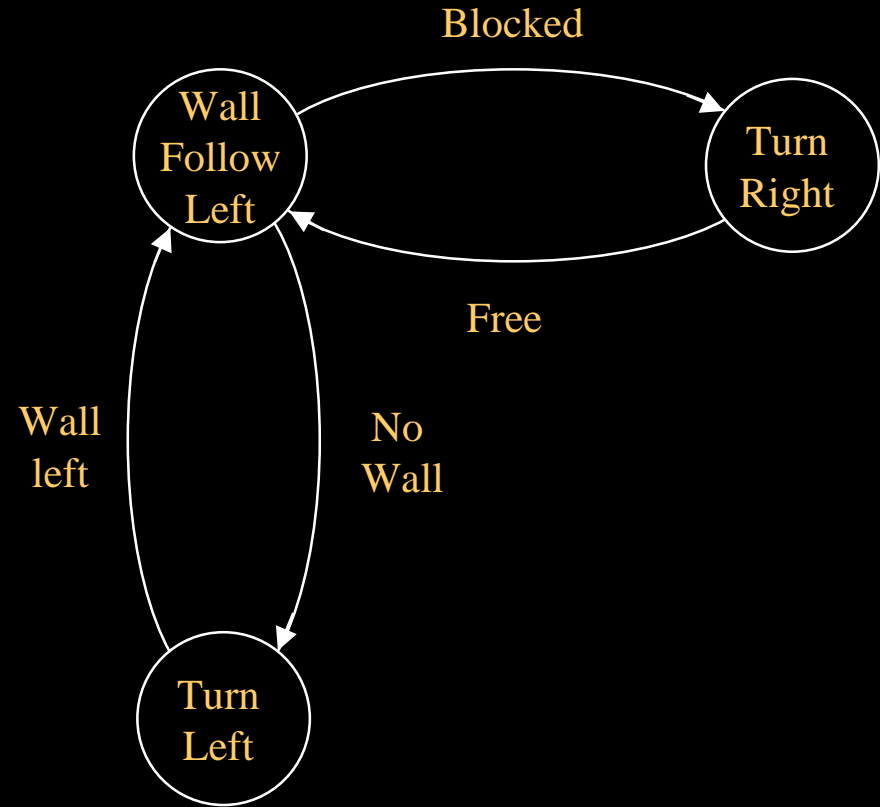 Blocked
Wall
Follow
Left
Turn
Right
Free
Wall
left
No
Wall
Turn
Left